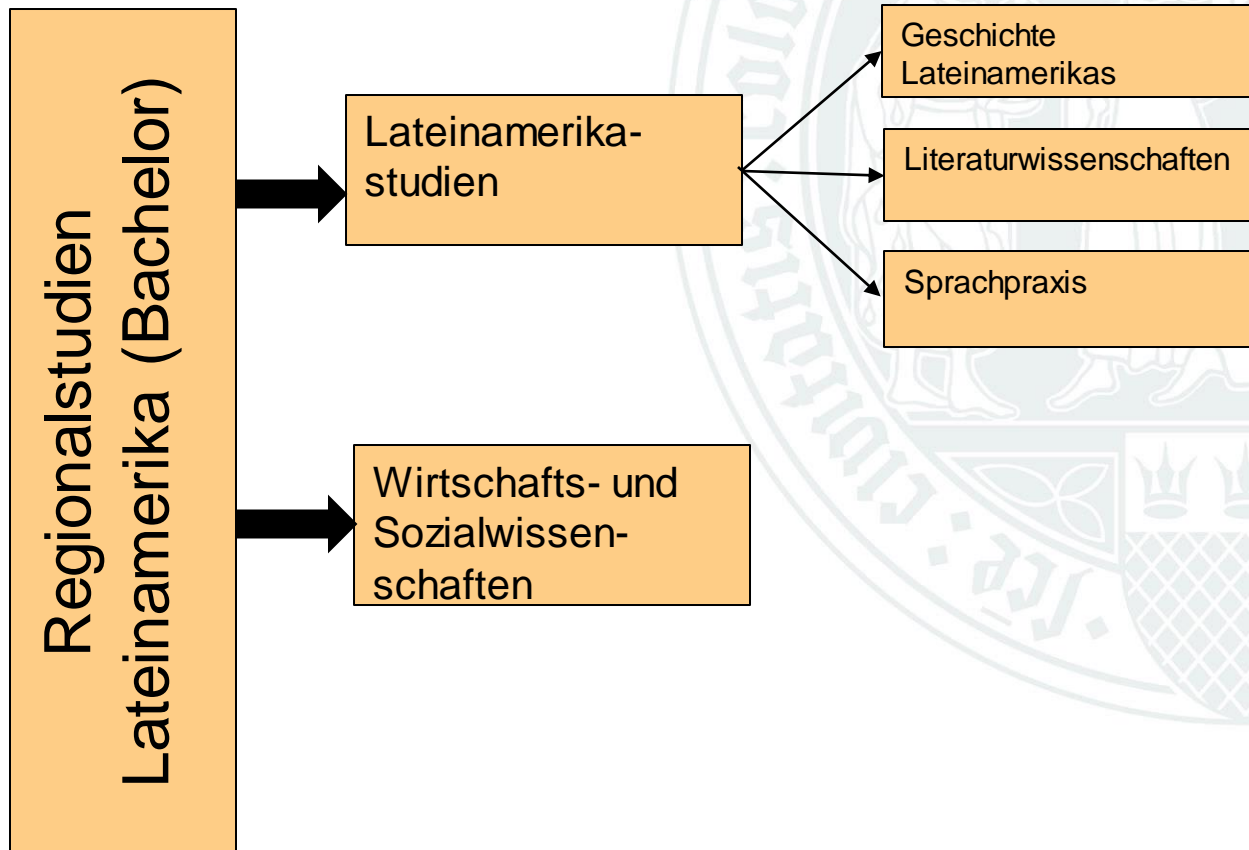 Regionalstudien
Lateinamerika (Bachelor)
Lateinamerika-
studien
Geschichte
Lateinamerikas
Literaturwissenschaften
Sprachpraxis
Wirtschafts- und
Sozialwissen-
schaften